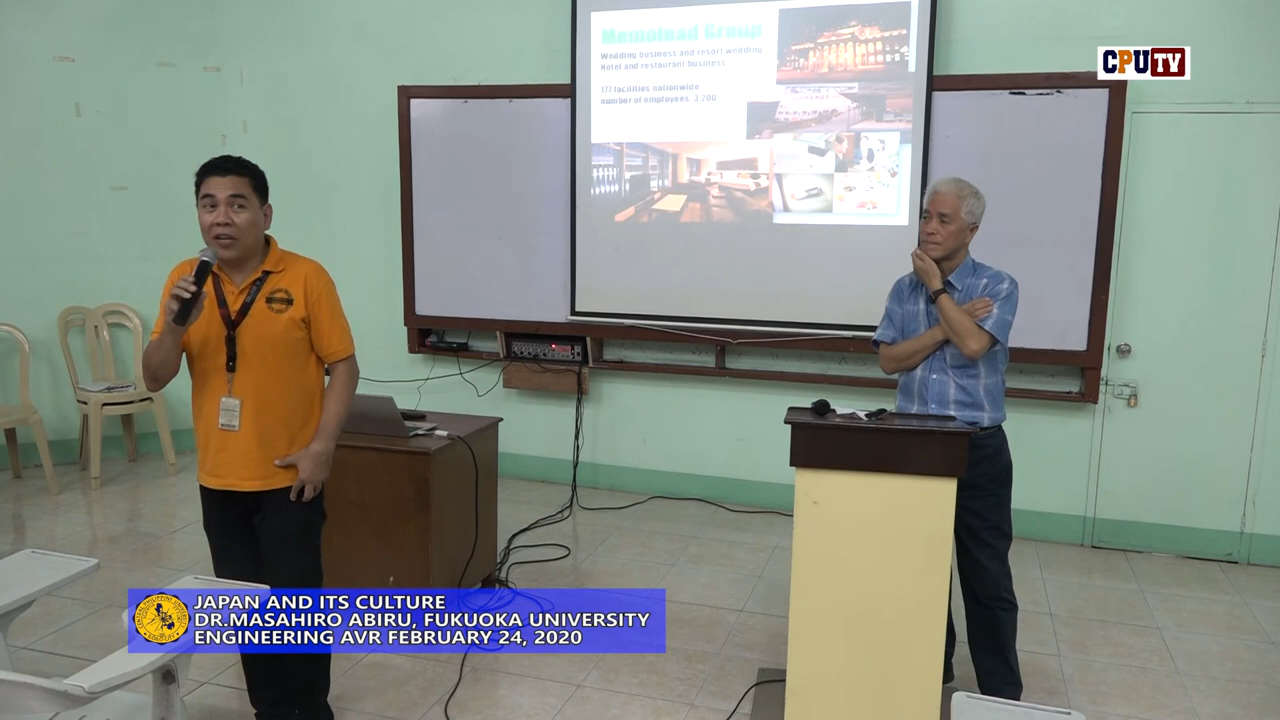 Memolead Group
Wedding business and resort wedding
Hotel and restaurant business
177 facilities nationwide
number of employees 3,200
CPUTV
JAPAN AND ITS CULTURE
DR.MASAHIRO ABIRU, FUKUOKA UNIVERSITY
ENGINEERING AVR FEBRUARY 24, 2020